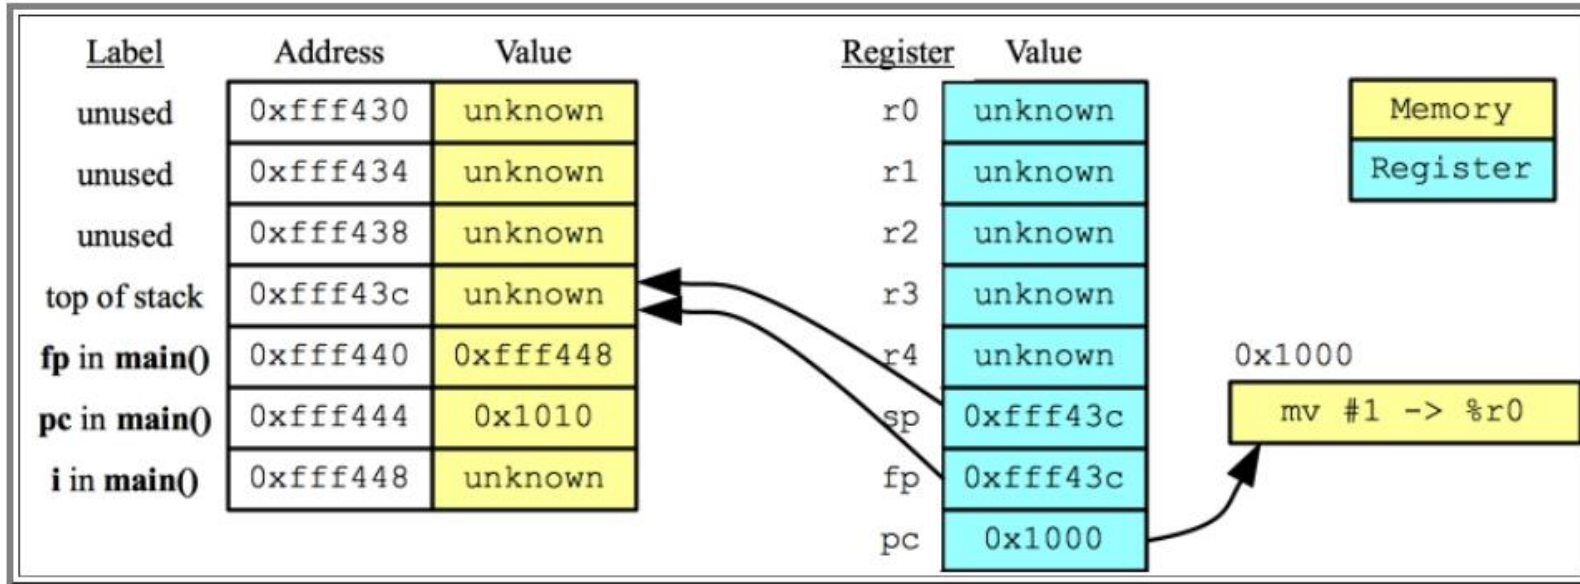 Label Address Value Register Value
unused 0xfff430 unknown r0 unknown Memory
unused 0xfff434 unknown r1 unknown Register
unused 0xfff438 unknown r2 unknown
top of stack 0xfff43c unknown r3 unknown
fp in main() 0xfff440 0xfff448 r4 unknown 0x1000
pc in main() 0xfff444 0x1010 sp 0xfff43c mv #1 -> %r0
i in main() 0xfff448 unknown fp 0xfff43c
pc 0x1000